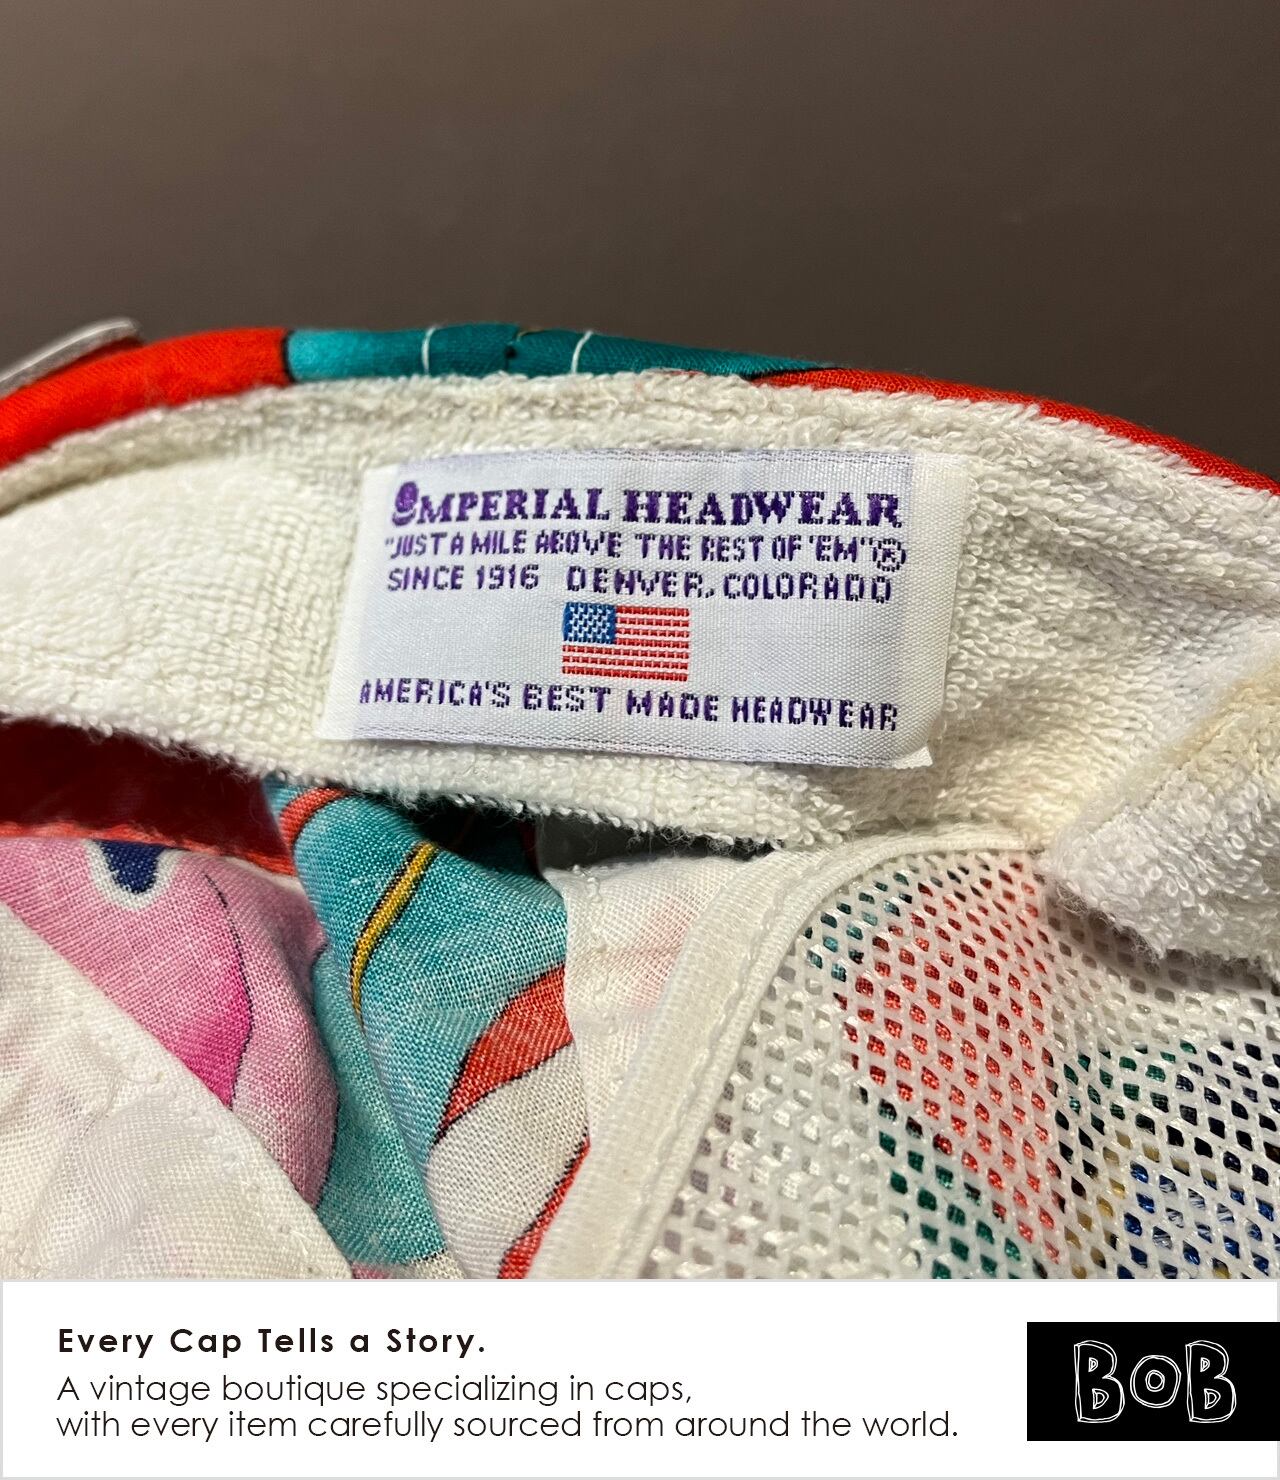 IMPERIAL HEADWEAR
"JUST A MILE ABOVE THE REST OF 'EM"®
SINCE 1916 DENVER, COLORADO
AMERICA'S BEST MADE HEADWEAR
Every Cap Tells a Story.
A vintage boutique specializing in caps,
with every item carefully sourced from around the world.
BOB